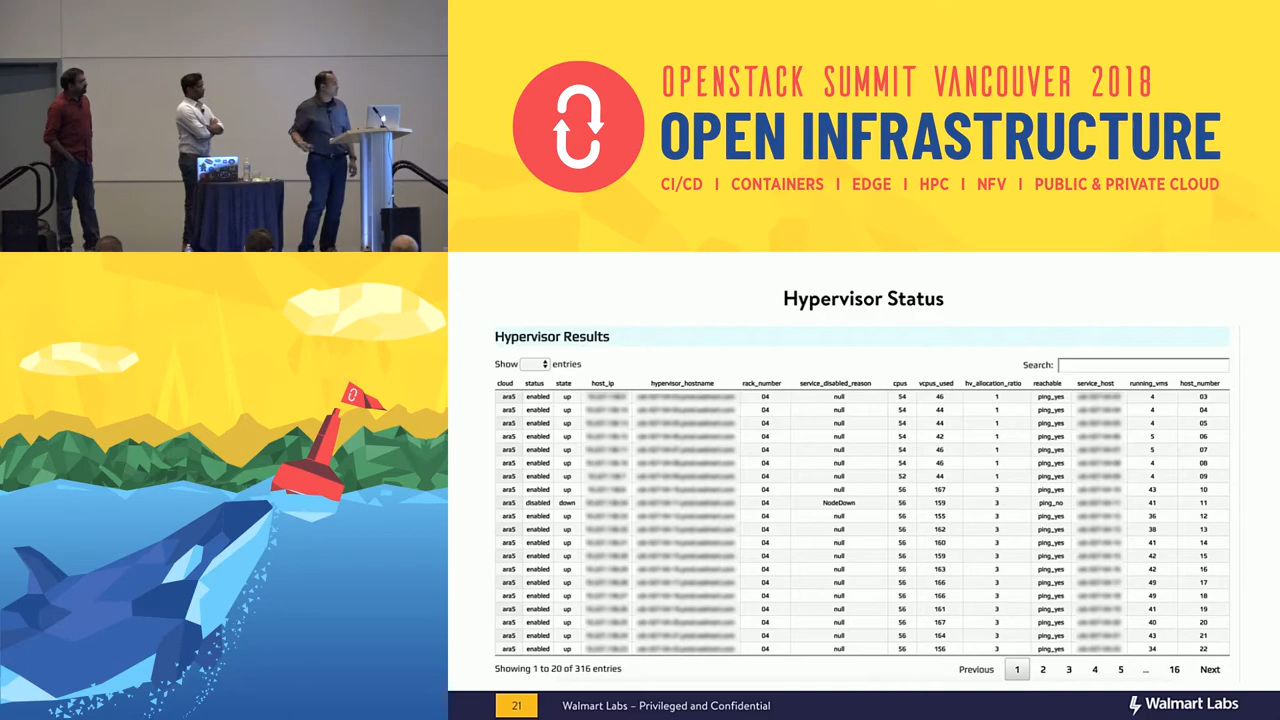 OPENSTACK SUMMIT VANCOUVER 2018
OPEN INFRASTRUCTURE
CI/CD | CONTAINERS | EDGE | HPC | NFV | PUBLIC & PRIVATE CLOUD
Hypervisor Status
Hypervisor Results
Show entries Search:
cloud status state host_ip hypervisor_hostname rack_number service_disabled_reason cpus vcpus_used hv_allocation_ratio reachable service_host running_vms host_number
ara5 enabled up 04 null 54 46 1 ping_yes 4 03
ara5 enabled up 04 null 54 44 1 ping_yes 4 04
ara5 enabled up 04 null 54 44 1 ping_yes 4 05
ara5 enabled up 04 null 54 42 1 ping_yes 5 06
ara5 enabled up 04 null 54 46 1 ping_yes 5 07
ara5 enabled up 04 null 54 46 1 ping_yes 4 08
ara5 enabled up 04 null 52 44 1 ping_yes 4 09
ara5 enabled up 04 null 56 167 3 ping_yes 43 10
ara5 disabled down 04 NodeDown 56 159 3 ping_no 41 11
ara5 enabled up 04 null 56 155 3 ping_yes 36 12
ara5 enabled up 04 null 56 162 3 ping_yes 38 13
ara5 enabled up 04 null 56 160 3 ping_yes 41 14
ara5 enabled up 04 null 56 159 3 ping_yes 42 15
ara5 enabled up 04 null 56 163 3 ping_yes 42 16
ara5 enabled up 04 null 56 166 3 ping_yes 49 17
ara5 enabled up 04 null 56 166 3 ping_yes 49 18
ara5 enabled up 04 null 56 161 3 ping_yes 41 19
ara5 enabled up 04 null 56 167 3 ping_yes 40 20
ara5 enabled up 04 null 56 164 3 ping_yes 43 21
ara5 enabled up 04 null 56 156 3 ping_yes 34 22
Showing 1 to 20 of 316 entries Previous 1 2 3 4 5 ... 16 Next
21 Walmart Labs – Privileged and Confidential Walmart Labs